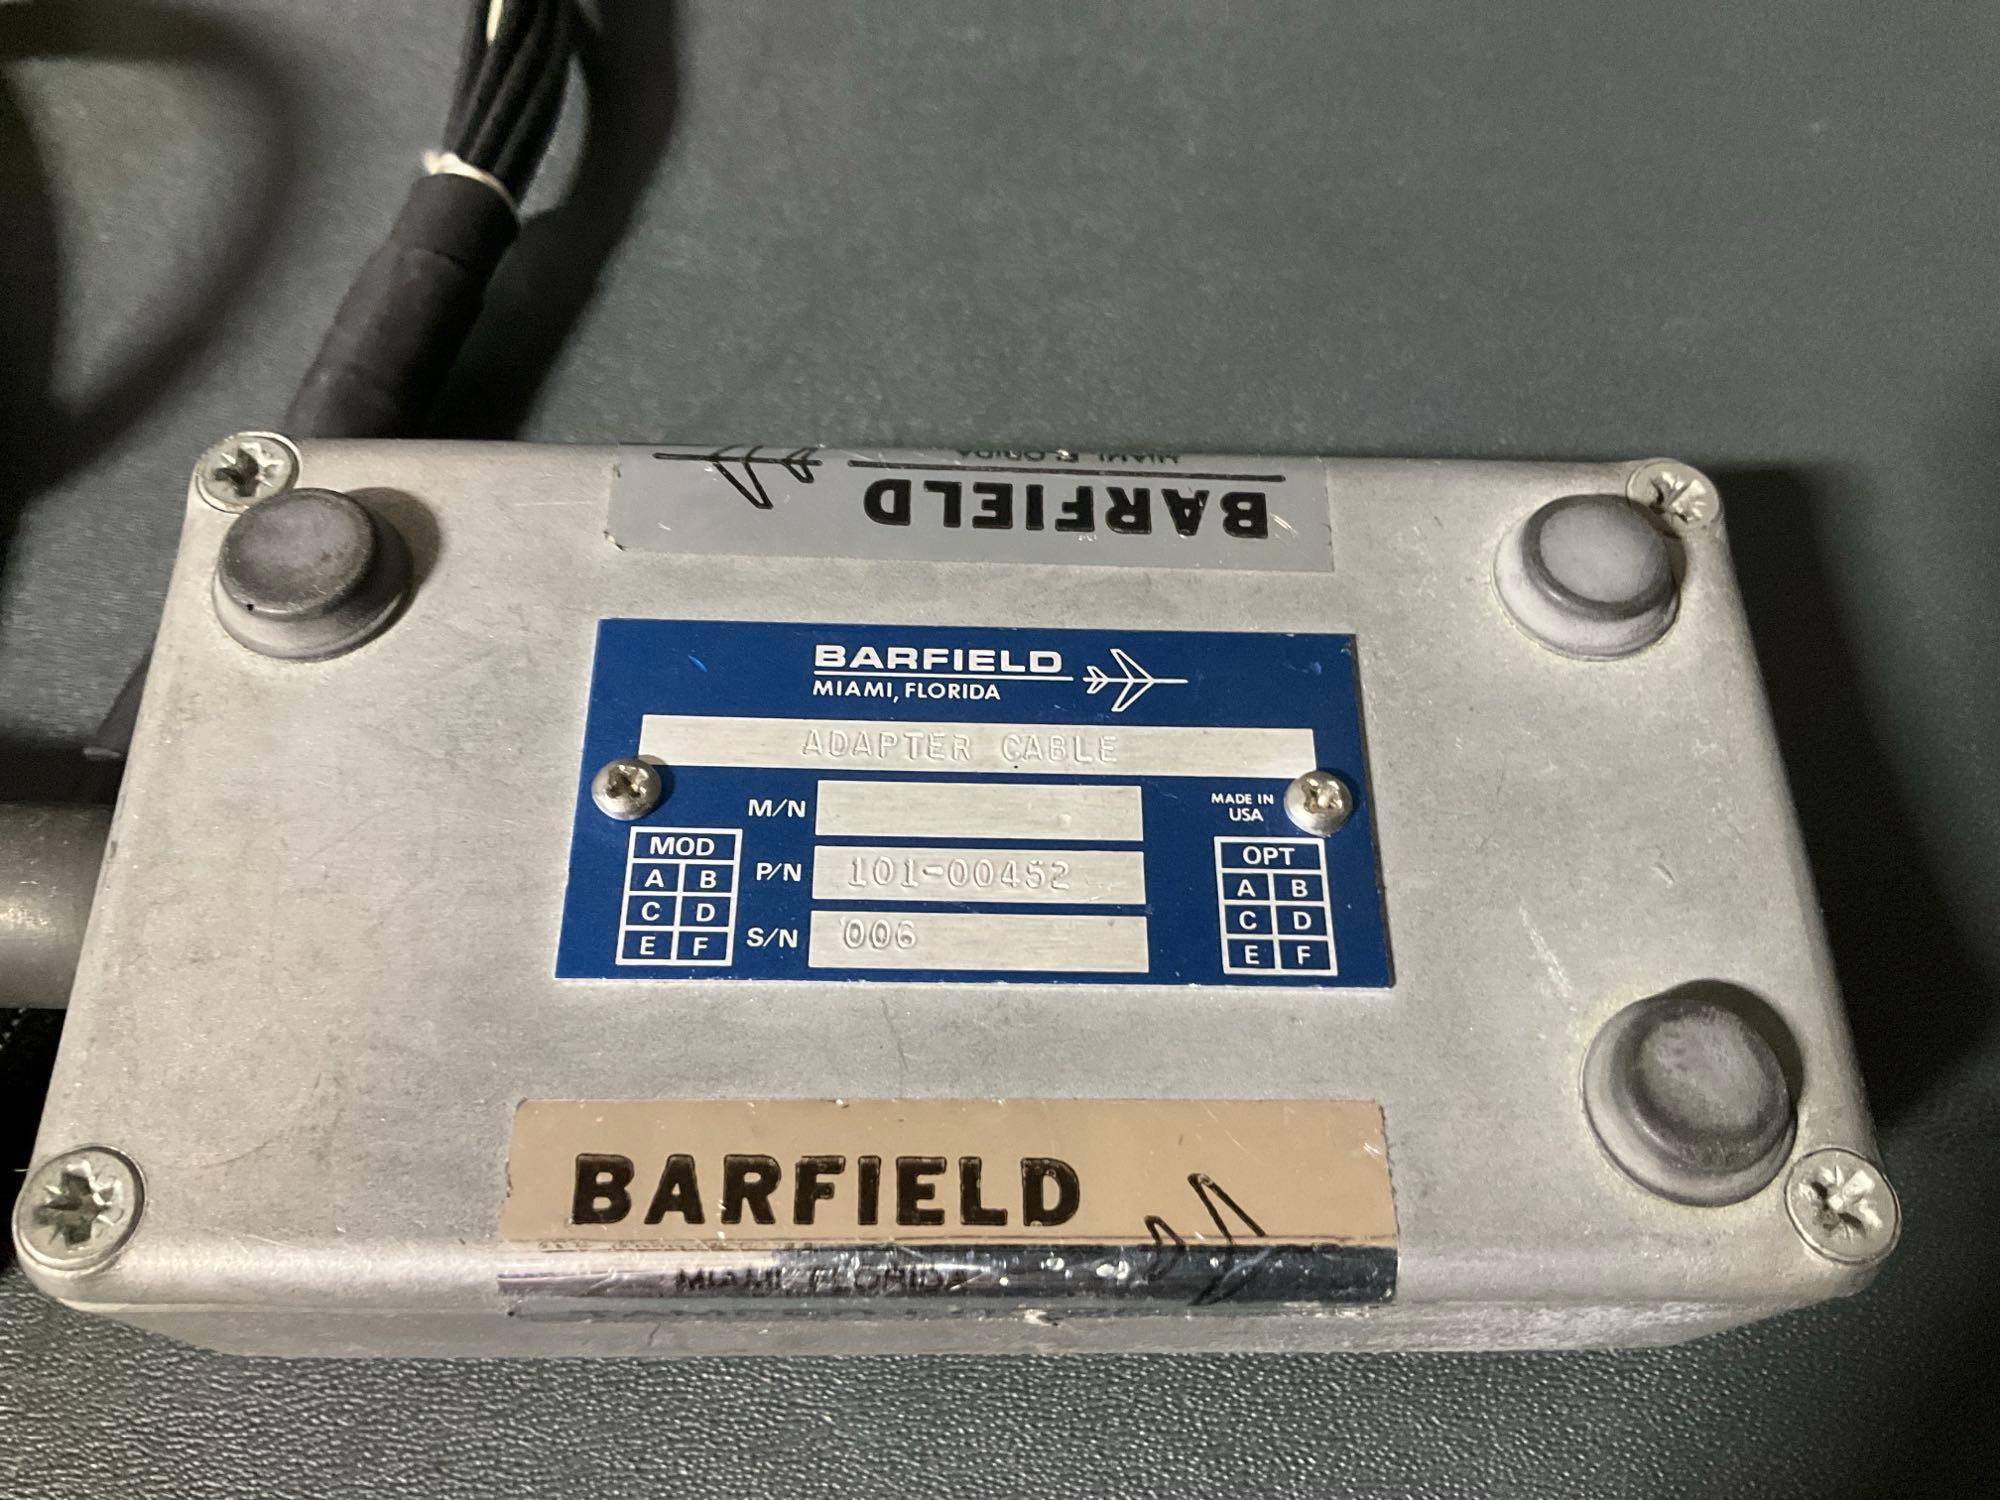 MIAMI, FLORIDA
BARFIELD
BARFIELD
MIAMI, FLORIDA
ADAPTER CABLE
M/N
MADE IN
USA
MOD
A B
C D
E F
P/N 101-00452
S/N 006
OPT
A B
C D
E F
BARFIELD
MIAMI, FLORIDA